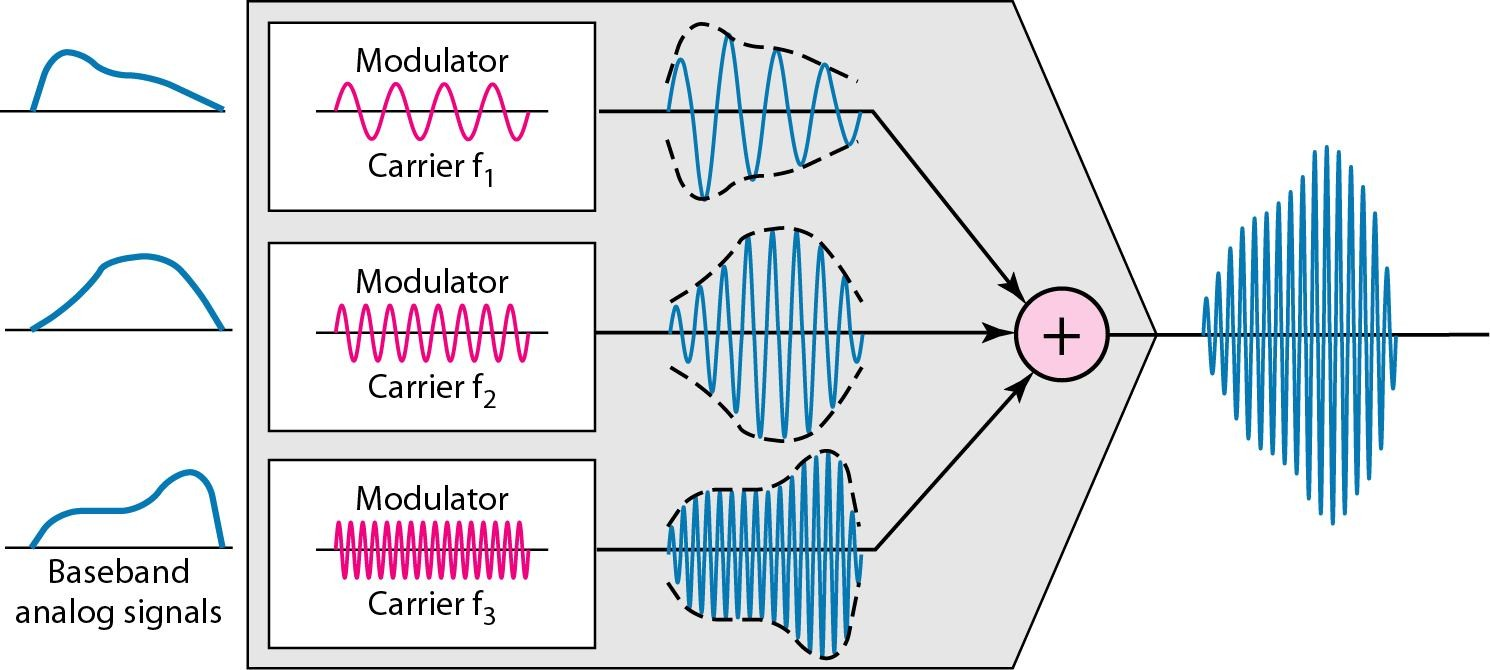 Modulator
Carrier f₁
Modulator
Carrier f₂
Modulator
Carrier f₃
Baseband
analog signals
+